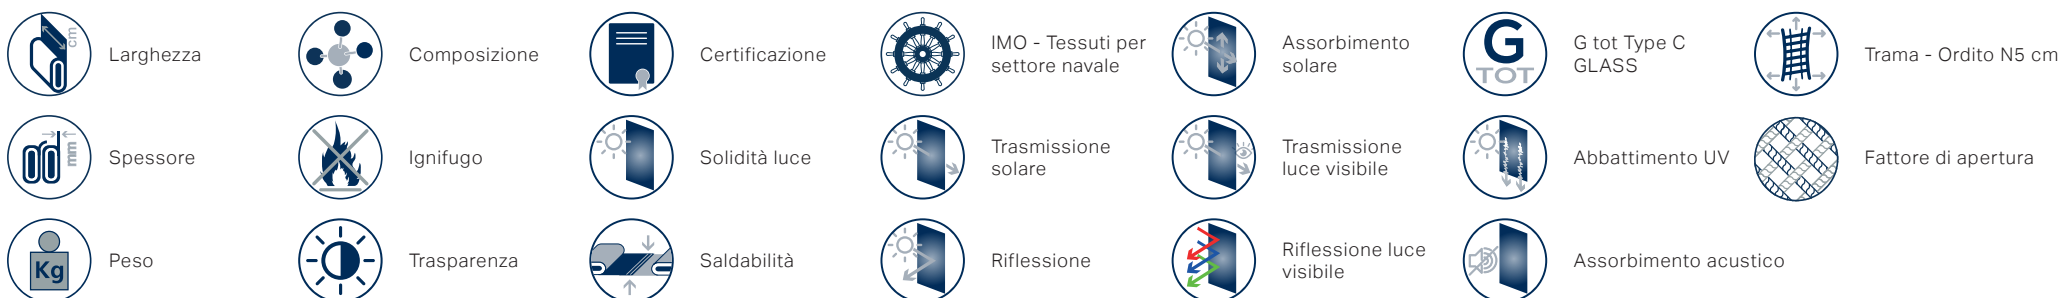 cm
Larghezza
Composizione
Certificazione
IMO - Tessuti per
settore navale
Assorbimento
solare
G
TOT
G tot Type C
GLASS
Trama - Ordito N5 cm
mm
Spessore
Ignifugo
Solidità luce
Trasmissione
solare
Trasmissione
luce visibile
Abbattimento UV
Fattore di apertura
Kg
Peso
Trasparenza
Saldabilità
Riflessione
Riflessione luce
visibile
Assorbimento acustico